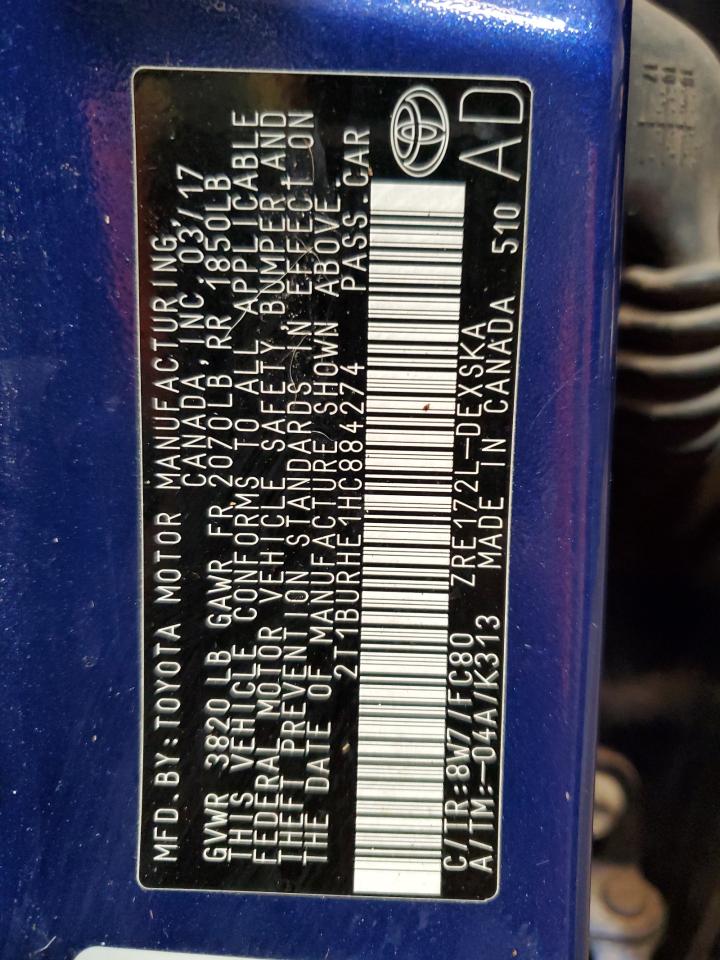 MFD.BY:TOYOTA MOTOR MANUFACTURING,
CANADA, INC. 03/17
GVWR 3820LB GAWR FR 2070LB RR 1850LB
THIS VEHICLE CONFORMS TO ALL APPLICABLE
FEDERAL MOTOR VEHICLE SAFETY, BUMPER, AND
THEFT PREVENTION STANDARDS IN EFFECT ON
THE DATE OF MANUFACTURE SHOWN ABOVE.
2T1BURHE1HC884274 PASS.CAR
C/TR:8W7/FC80 ZRE172L-DEXSKA
A/TM:-04A/K313 MADE IN CANADA 510
AD